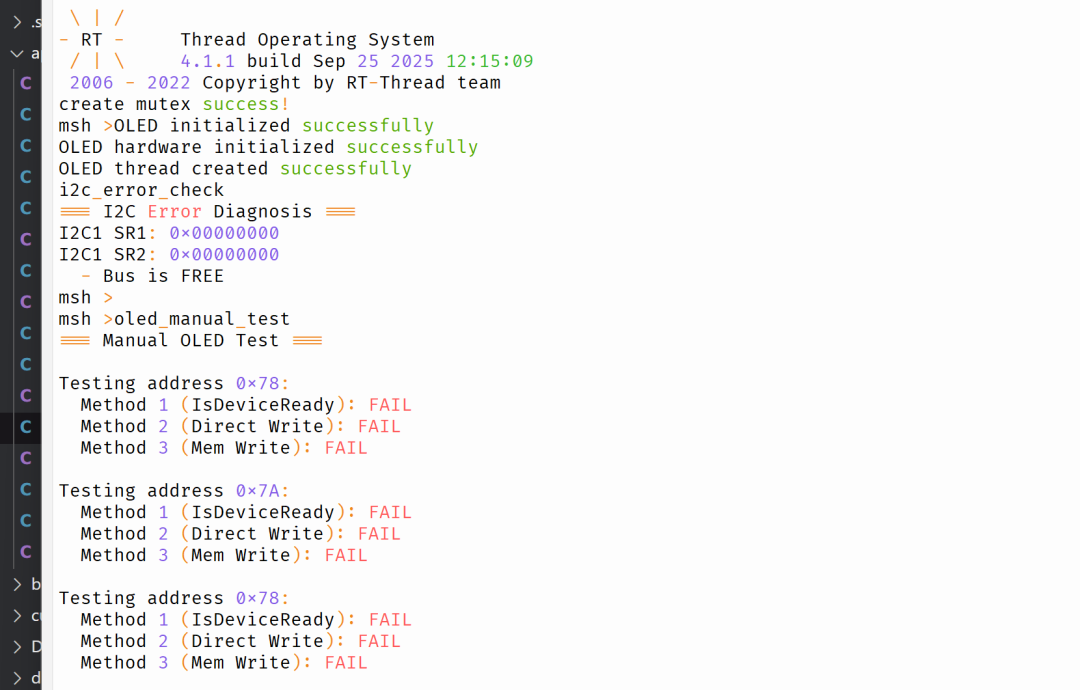 \ | /
- RT -     Thread Operating System
/ | \     4.1.1 build Sep 25 2025 12:15:09
2006 - 2022 Copyright by RT-Thread team
create mutex success!
msh >OLED initialized successfully
OLED hardware initialized successfully
OLED thread created successfully
i2c_error_check
=== I2C Error Diagnosis ===
I2C1 SR1: 0x00000000
I2C1 SR2: 0x00000000
  - Bus is FREE
msh >
msh >oled_manual_test
=== Manual OLED Test ===
Testing address 0x78:
  Method 1 (IsDeviceReady): FAIL
  Method 2 (Direct Write): FAIL
  Method 3 (Mem Write): FAIL
Testing address 0x7A:
  Method 1 (IsDeviceReady): FAIL
  Method 2 (Direct Write): FAIL
  Method 3 (Mem Write): FAIL
Testing address 0x78:
  Method 1 (IsDeviceReady): FAIL
  Method 2 (Direct Write): FAIL
  Method 3 (Mem Write): FAIL